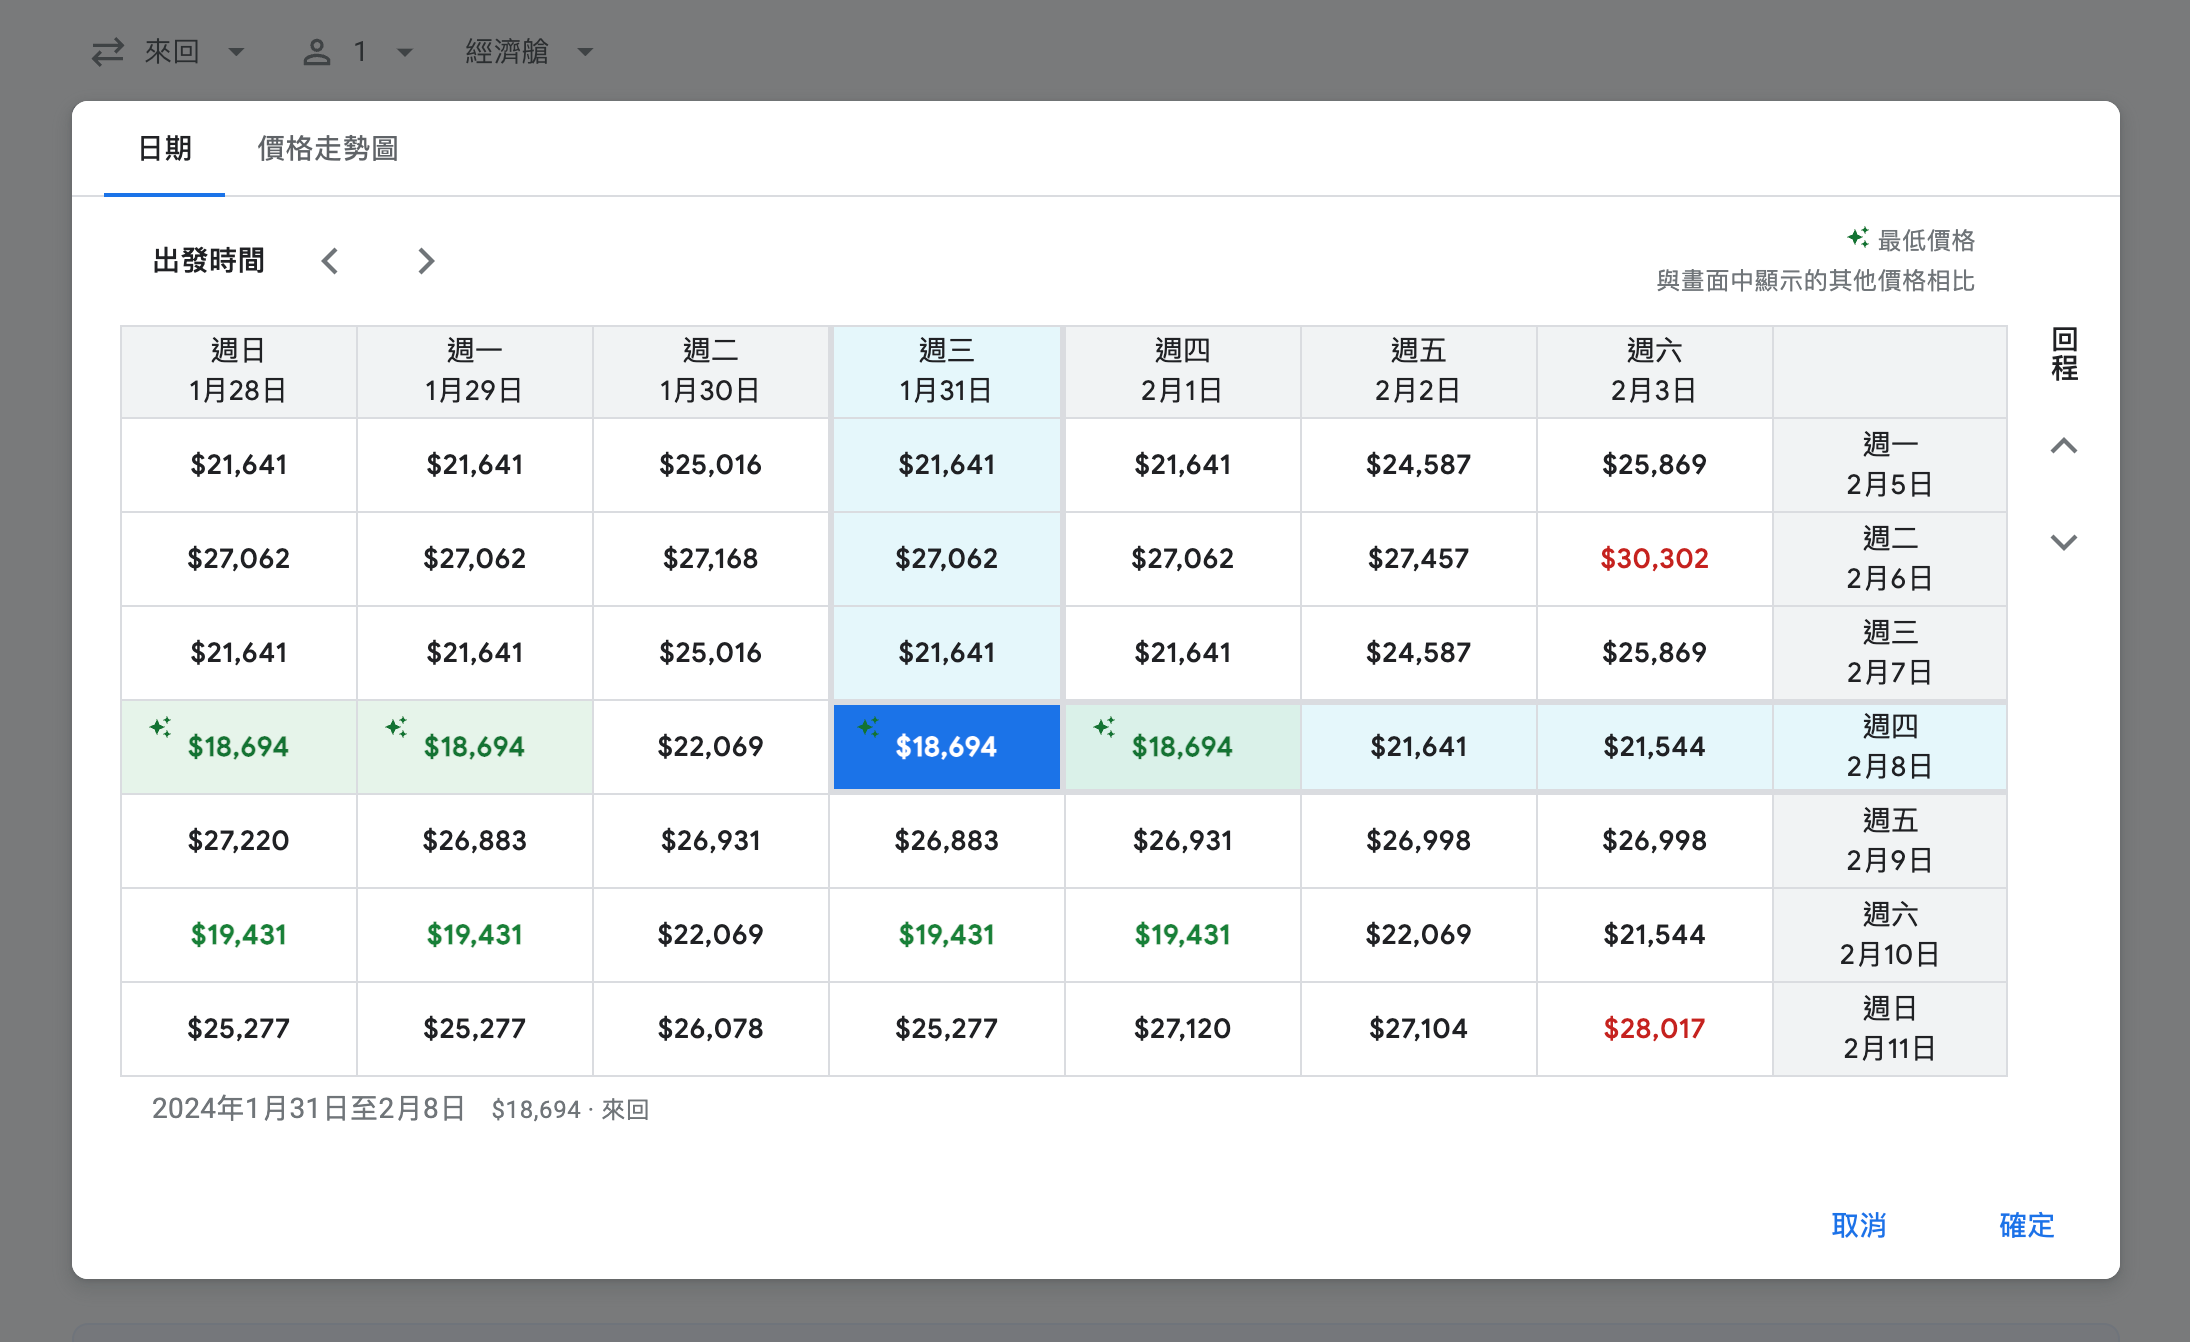 來回 1 經濟艙
日期 價格走勢圖
出發時間
最低價格
與畫面中顯示的其他價格相比
回程
週日 週一 週二 週三 週四 週五 週六
1月28日 1月29日 1月30日 1月31日 2月1日 2月2日 2月3日
$21,641 $21,641 $25,016 $21,641 $21,641 $24,587 $25,869 週一 2月5日
$27,062 $27,062 $27,168 $27,062 $27,062 $27,457 $30,302 週二 2月6日
$21,641 $21,641 $25,016 $21,641 $21,641 $24,587 $25,869 週三 2月7日
$18,694 $18,694 $22,069 $18,694 $18,694 $21,641 $21,544 週四 2月8日
$27,220 $26,883 $26,931 $26,883 $26,931 $26,998 $26,998 週五 2月9日
$19,431 $19,431 $22,069 $19,431 $19,431 $22,069 $21,544 週六 2月10日
$25,277 $25,277 $26,078 $25,277 $27,120 $27,104 $28,017 週日 2月11日
2024年1月31日至2月8日 $18,694 · 來回
取消 確定